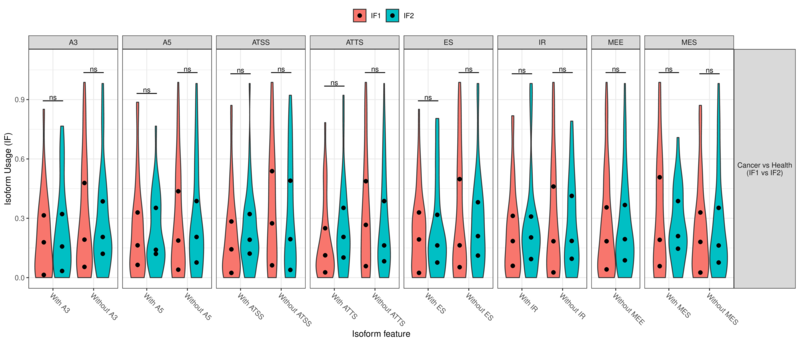 IF1 IF2
A3 A5 ATSS ATTS ES IR MEE MES
ns ns ns ns ns ns ns ns ns ns ns ns ns ns ns
0.9
0.6
0.3
0.0
Isoform Usage (IF)
Cancer vs Health
(IF1 vs IF2)
With A3 Without A3 With A5 Without A5 With ATSS Without ATSS With ATTS Without ATTS With ES Without ES With IR Without IR Without MEE With MES Without MES
Isoform feature